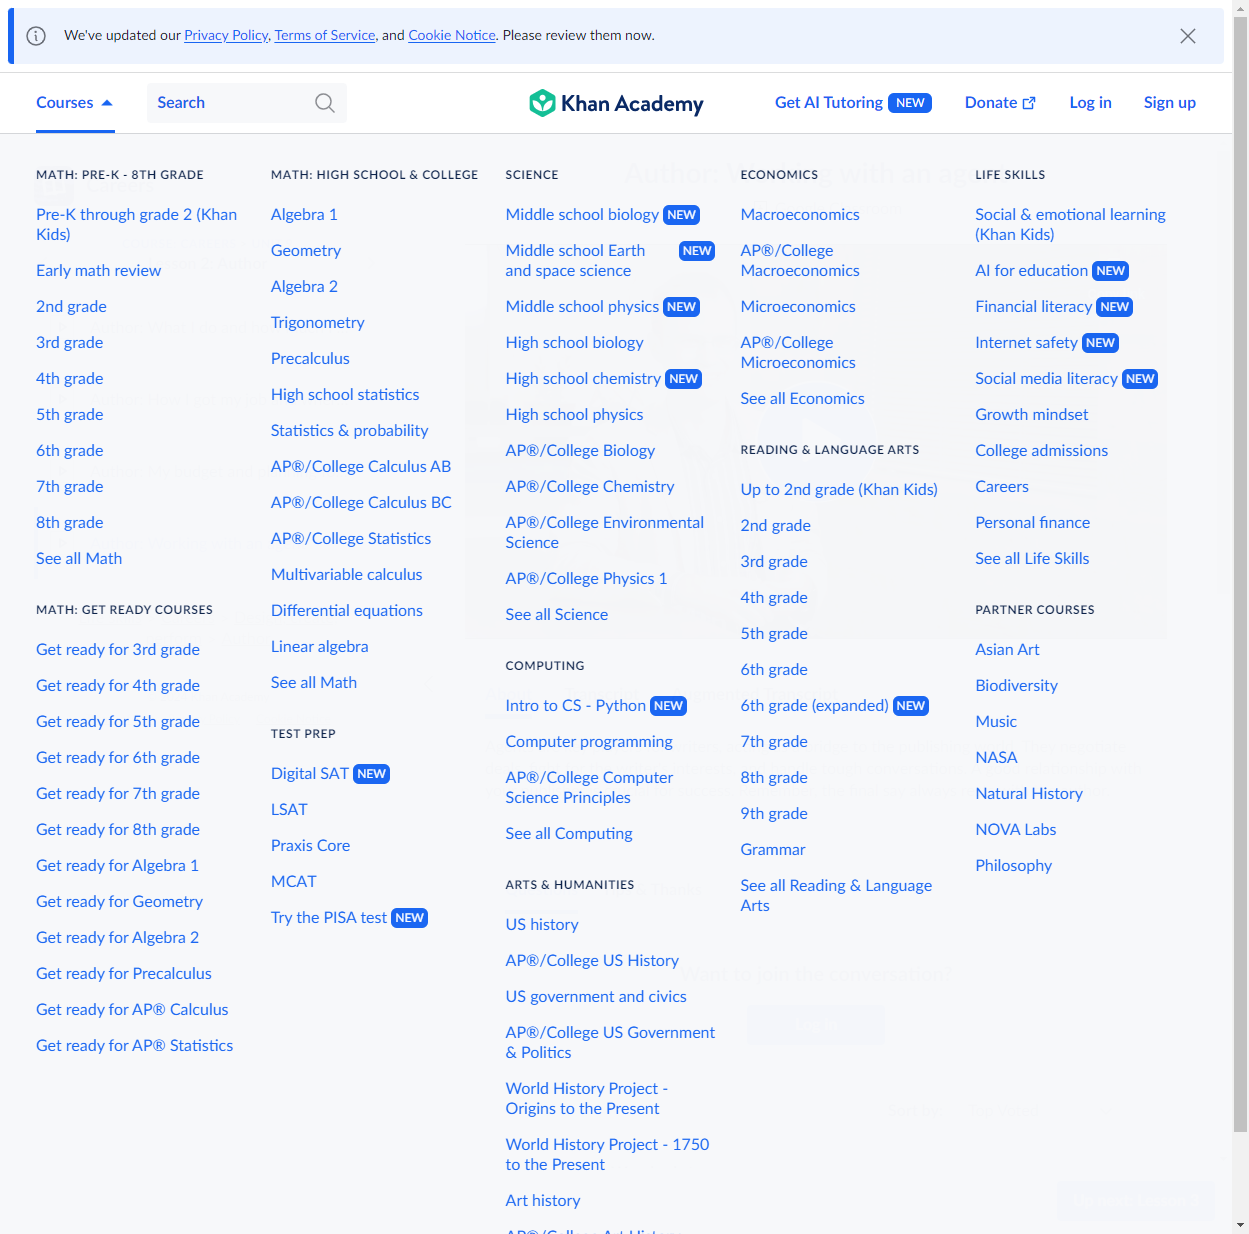 We've updated our Privacy Policy, Terms of Service, and Cookie Notice. Please review them now.
Courses
Search
Khan Academy
Get AI Tutoring NEW
Donate
Log in
Sign up
MATH: PRE-K - 8TH GRADE
Pre-K through grade 2 (Khan
Kids)
Early math review
2nd grade
3rd grade
4th grade
5th grade
6th grade
7th grade
8th grade
See all Math
MATH: GET READY COURSES
Get ready for 3rd grade
Get ready for 4th grade
Get ready for 5th grade
Get ready for 6th grade
Get ready for 7th grade
Get ready for 8th grade
Get ready for Algebra 1
Get ready for Geometry
Get ready for Algebra 2
Get ready for Precalculus
Get ready for AP® Calculus
Get ready for AP® Statistics
MATH: HIGH SCHOOL & COLLEGE
Algebra 1
Geometry
Algebra 2
Trigonometry
Precalculus
High school statistics
Statistics & probability
AP®/College Calculus AB
AP®/College Calculus BC
AP®/College Statistics
Multivariable calculus
Differential equations
Linear algebra
See all Math
TEST PREP
Digital SAT NEW
LSAT
Praxis Core
MCAT
Try the PISA test NEW
SCIENCE
Middle school biology NEW
Middle school Earth NEW
and space science
Middle school physics NEW
High school biology
High school chemistry NEW
High school physics
AP®/College Biology
AP®/College Chemistry
AP®/College Environmental
Science
AP®/College Physics 1
See all Science
COMPUTING
Intro to CS - Python NEW
Computer programming
AP®/College Computer
Science Principles
See all Computing
ARTS & HUMANITIES
US history
AP®/College US History
US government and civics
AP®/College US Government
& Politics
World History Project -
Origins to the Present
World History Project - 1750
to the Present
Art history
AP®/College Art History
ECONOMICS
Macroeconomics
AP®/College
Macroeconomics
Microeconomics
AP®/College
Microeconomics
See all Economics
READING & LANGUAGE ARTS
Up to 2nd grade (Khan Kids)
2nd grade
3rd grade
4th grade
5th grade
6th grade
6th grade (expanded) NEW
7th grade
8th grade
9th grade
Grammar
See all Reading & Language
Arts
LIFE SKILLS
Social & emotional learning
(Khan Kids)
AI for education NEW
Financial literacy NEW
Internet safety NEW
Social media literacy NEW
Growth mindset
College admissions
Careers
Personal finance
See all Life Skills
PARTNER COURSES
Asian Art
Biodiversity
Music
NASA
Natural History
NOVA Labs
Philosophy